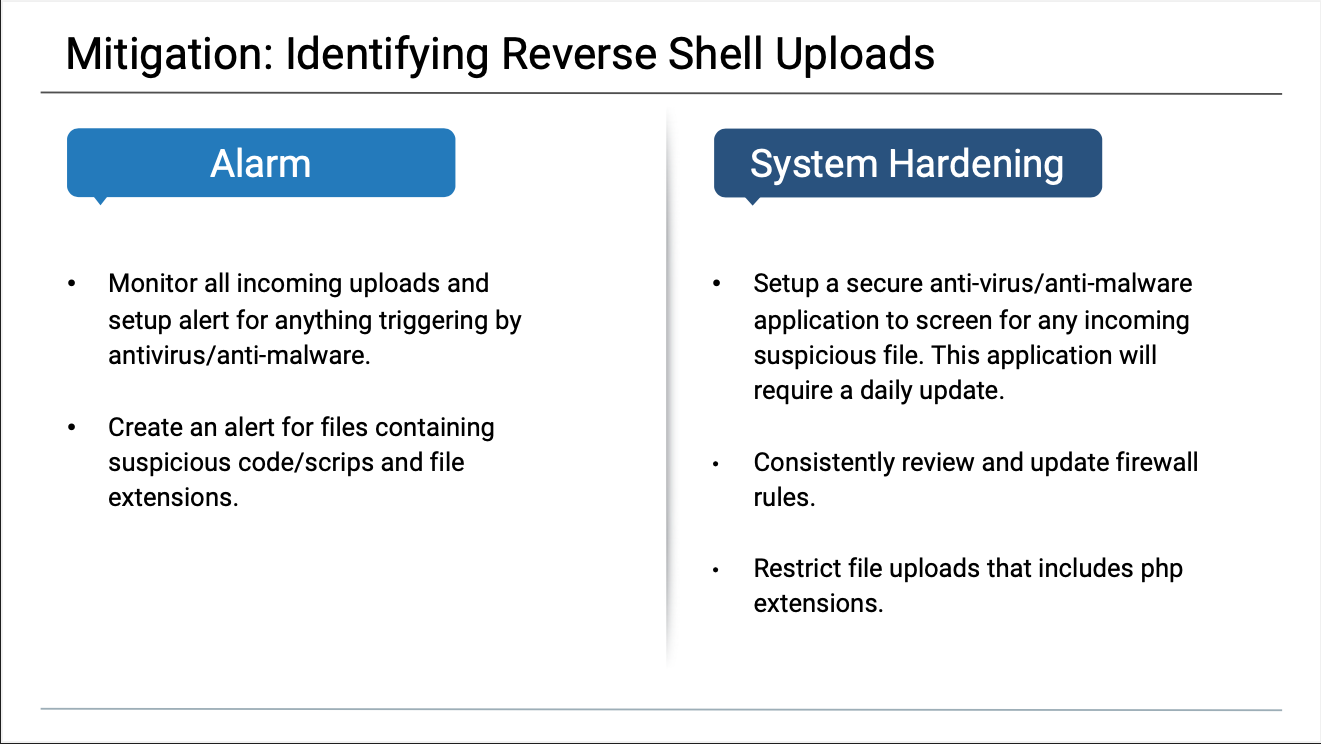 Mitigation: Identifying Reverse Shell Uploads
Alarm
• Monitor all incoming uploads and
setup alert for anything triggering by
antivirus/anti-malware.
• Create an alert for files containing
suspicious code/scrips and file
extensions.
System Hardening
• Setup a secure anti-virus/anti-malware
application to screen for any incoming
suspicious file. This application will
require a daily update.
• Consistently review and update firewall
rules.
• Restrict file uploads that includes php
extensions.